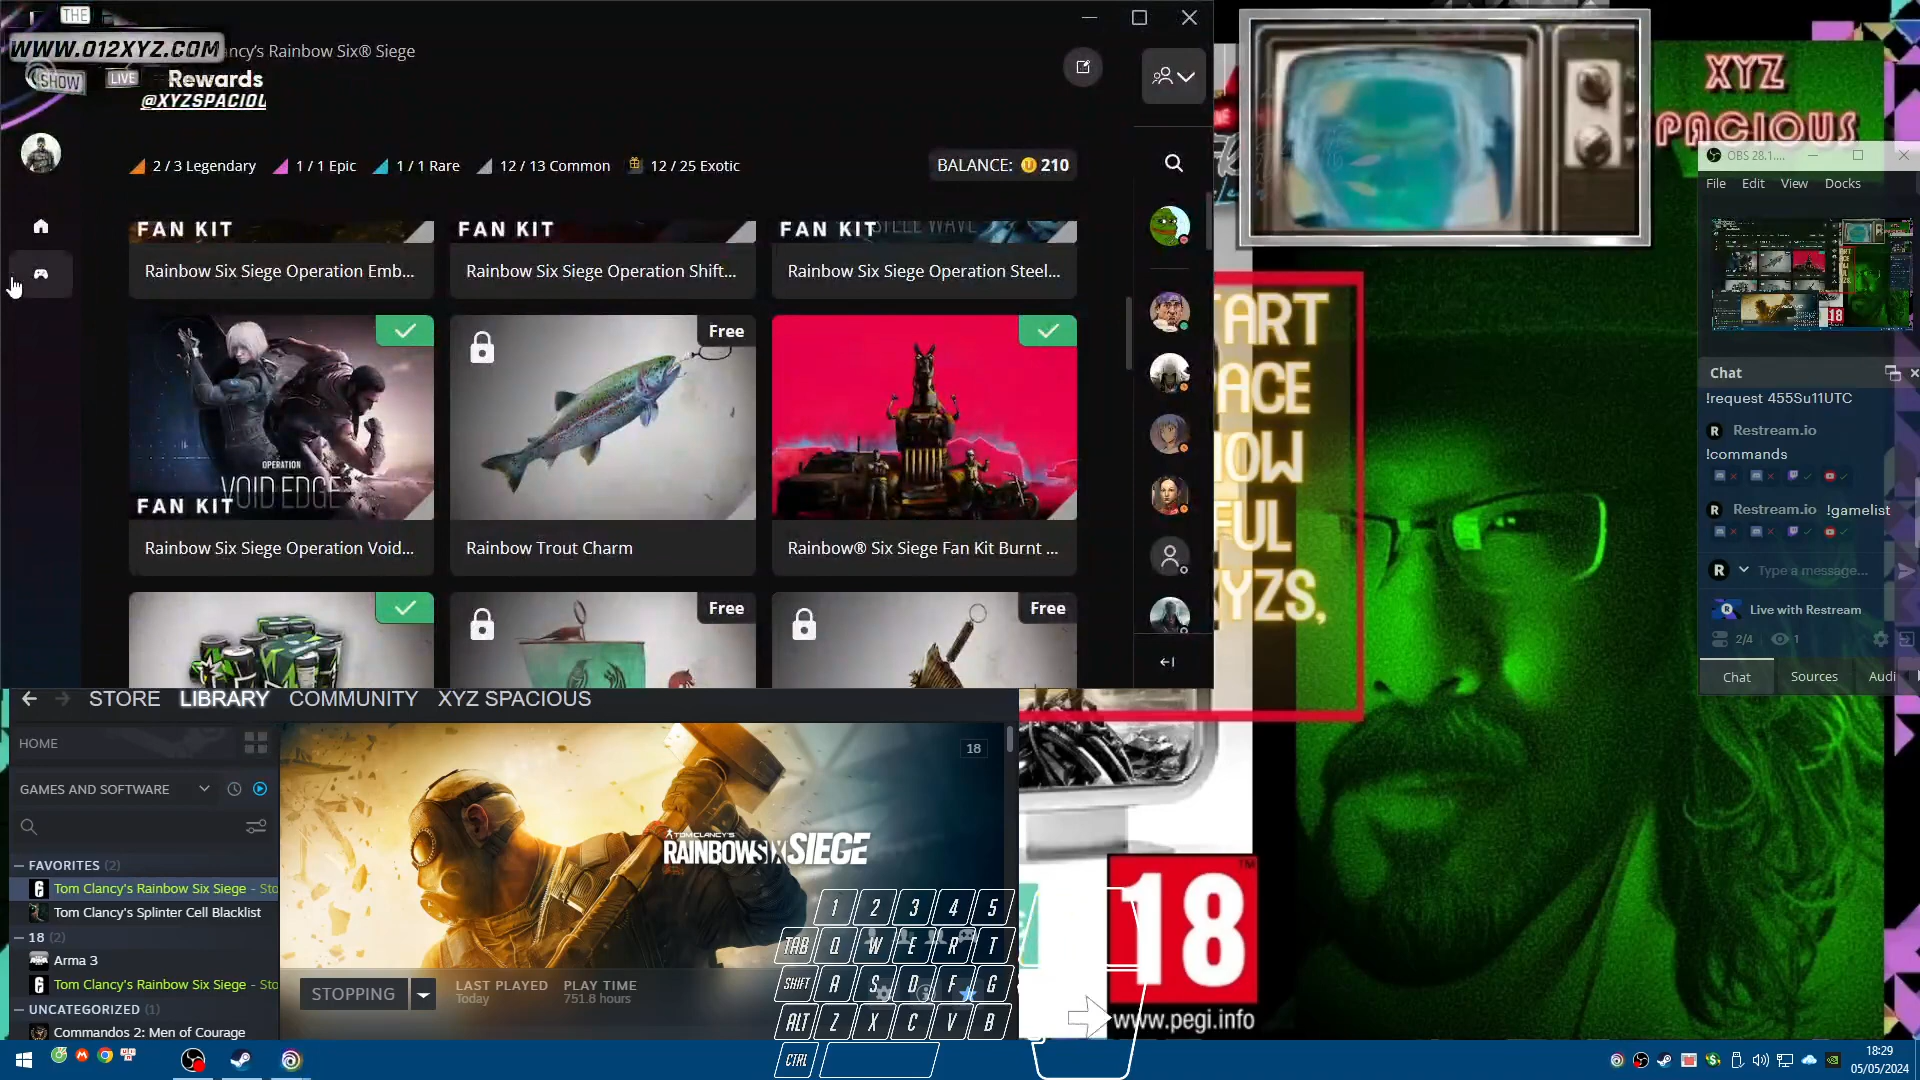 THE
WWW.012XYZ.COM
SHOW
LIVE
ncy's Rainbow Six® Siege
Rewards
@XYZSPACIOU
2 / 3 Legendary
1 / 1 Epic
1 / 1 Rare
12 / 13 Common
12 / 25 Exotic
BALANCE: 210
FAN KIT
FAN KIT
FAN KIT
Rainbow Six Siege Operation Emb...
Rainbow Six Siege Operation Shift...
Rainbow Six Siege Operation Steel...
OPERATION
VOID EDGE
FAN KIT
Free
Rainbow Six Siege Operation Void...
Rainbow Trout Charm
Rainbow® Six Siege Fan Kit Burnt ...
Free
Free
STORE LIBRARY COMMUNITY XYZ SPACIOUS
HOME
GAMES AND SOFTWARE
FAVORITES (2)
Tom Clancy's Rainbow Six Siege - Sto
Tom Clancy's Splinter Cell Blacklist
18 (2)
Arma 3
Tom Clancy's Rainbow Six Siege - Sto
UNCATEGORIZED (1)
Commandos 2: Men of Courage
18
TOM CLANCY'S
RAINBOWSIX SIEGE
STOPPING
LAST PLAYED
Today
PLAY TIME
751.8 hours
1 2 3 4 5
TAB Q W E R T
SHIFT A S D F G
ALT Z X C V B
CTRL
TART
ACE
OW
FUL
XYZS,
18
TM
www.pegi.info
XYZ
PACIOUS
OBS 28.1....
File Edit View Docks
18
Chat
!request 455Su11UTC
Restream.io
!commands
Restream.io !gamelist
Type a message...
Live with Restream
2/4
1
Chat Sources Audi
18:29
05/05/2024